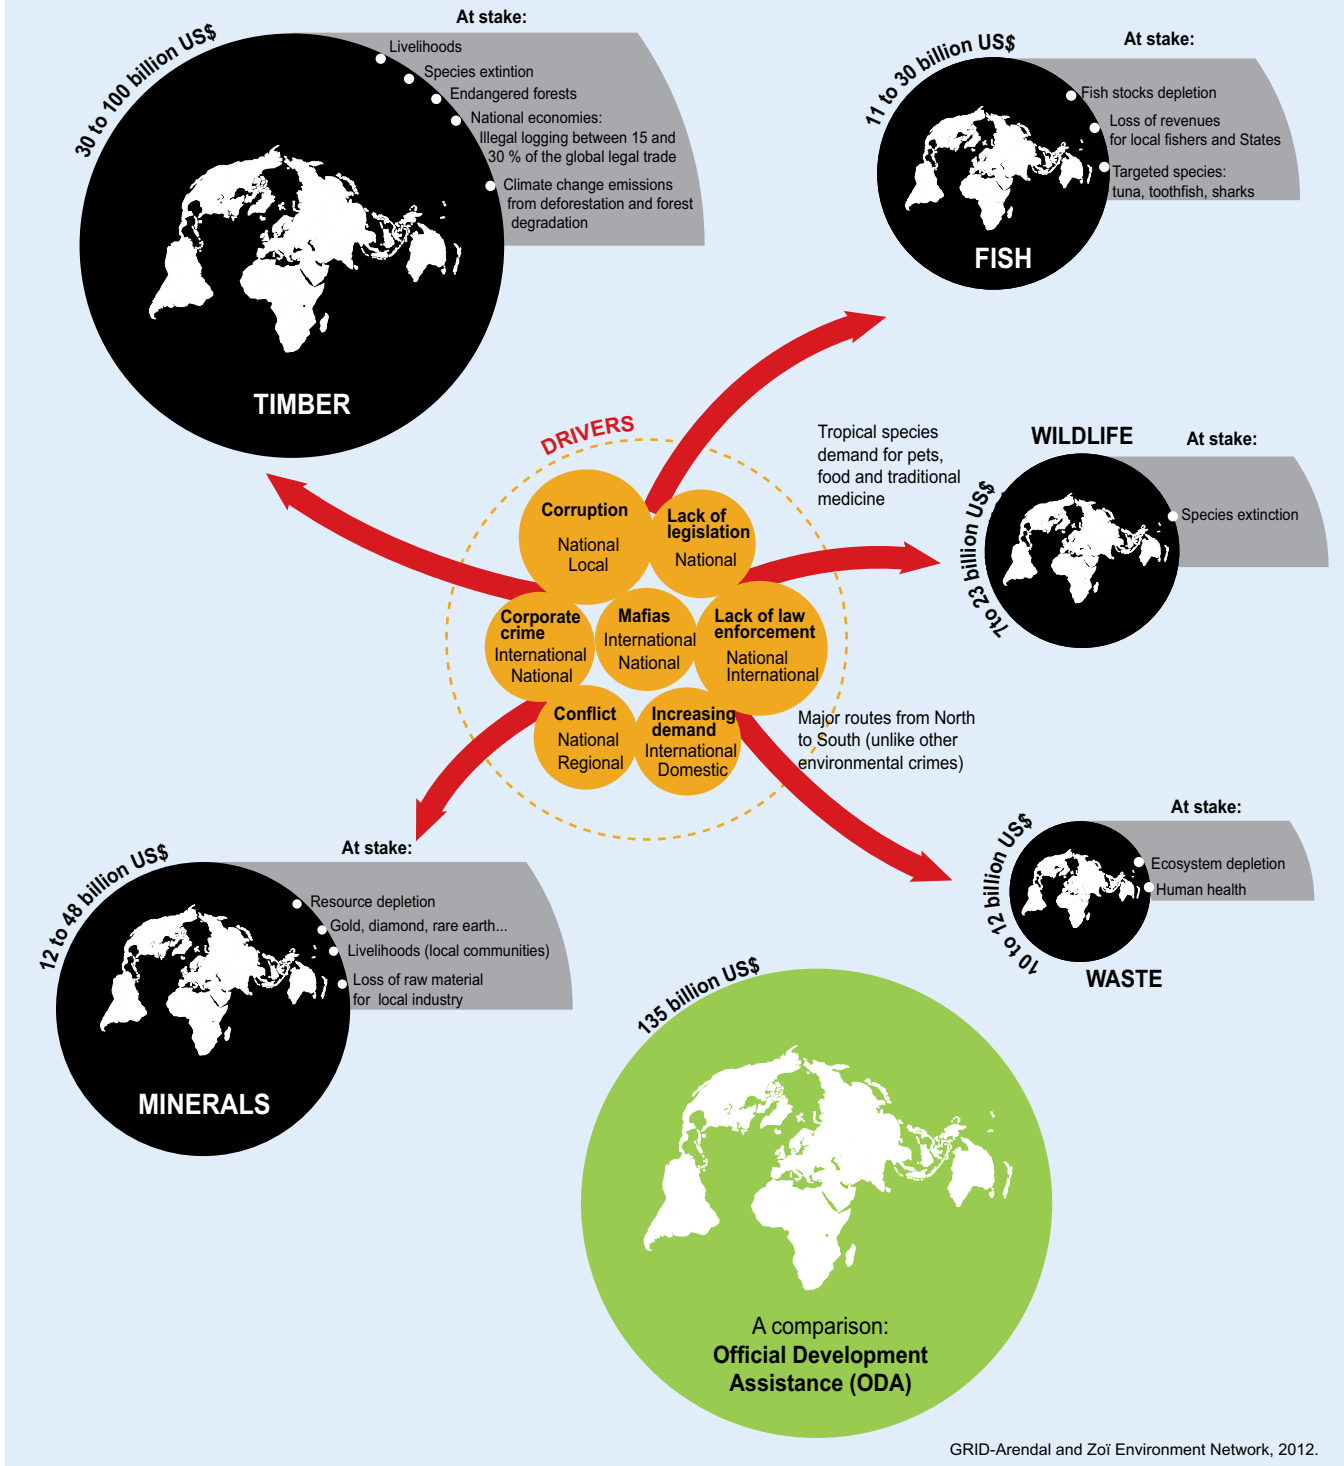 30 to 100 billion US$
At stake:
Livelihoods
Species extintion
Endangered forests
National economies:
Illegal logging between 15 and
30 % of the global legal trade
Climate change emissions
from deforestation and forest
degradation
TIMBER
11 to 30 billion US$
At stake:
Fish stocks depletion
Loss of revenues
for local fishers and States
Targeted species:
tuna, toothfish, sharks
FISH
DRIVERS
Corruption
National
Local
Lack of
legislation
National
Corporate
crime
International
National
Mafias
International
National
Lack of law
enforcement
National
International
Conflict
National
Regional
Increasing
demand
International
Domestic
Tropical species
demand for pets,
food and traditional
medicine
WILDLIFE
7to 23 billion US$
At stake:
Species extinction
Major routes from North
to South (unlike other
environmental crimes)
10 to 12 billion US$
At stake:
Ecosystem depletion
Human health
WASTE
12 to 48 billion US$
At stake:
Resource depletion
Gold, diamond, rare earth...
Livelihoods (local communities)
Loss of raw material
for local industry
MINERALS
135 billion US$
A comparison:
Official Development
Assistance (ODA)
GRID-Arendal and Zoï Environment Network, 2012.